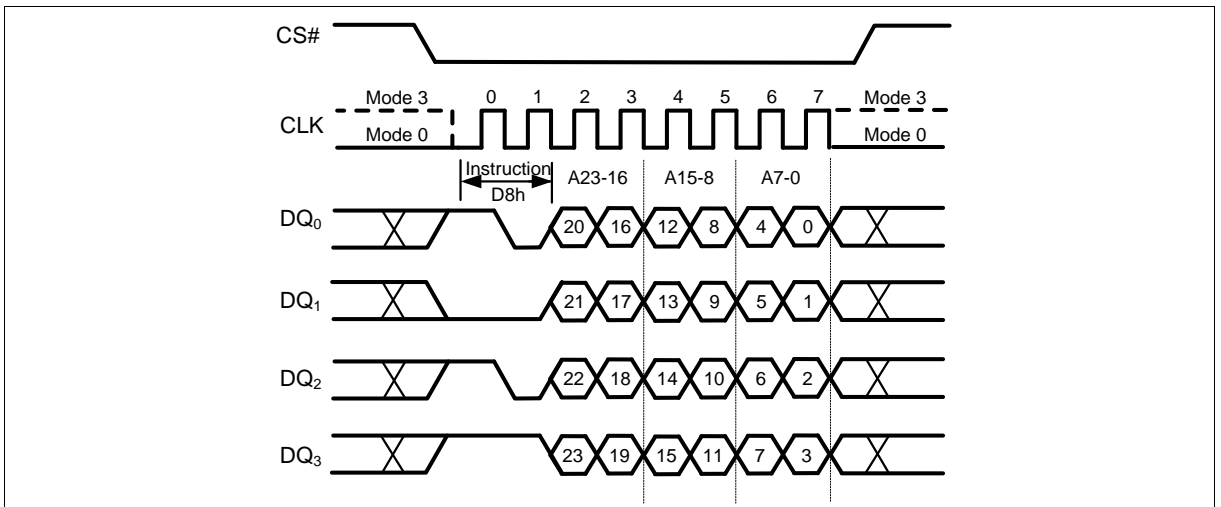 CS#
Mode 3 0 1 2 3 4 5 6 7 Mode 3
CLK
Mode 0 Mode 0
Instruction A23-16 A15-8 A7-0
D8h
DQ0 20 16 12 8 4 0
DQ1 21 17 13 9 5 1
DQ2 22 18 14 10 6 2
DQ3 23 19 15 11 7 3